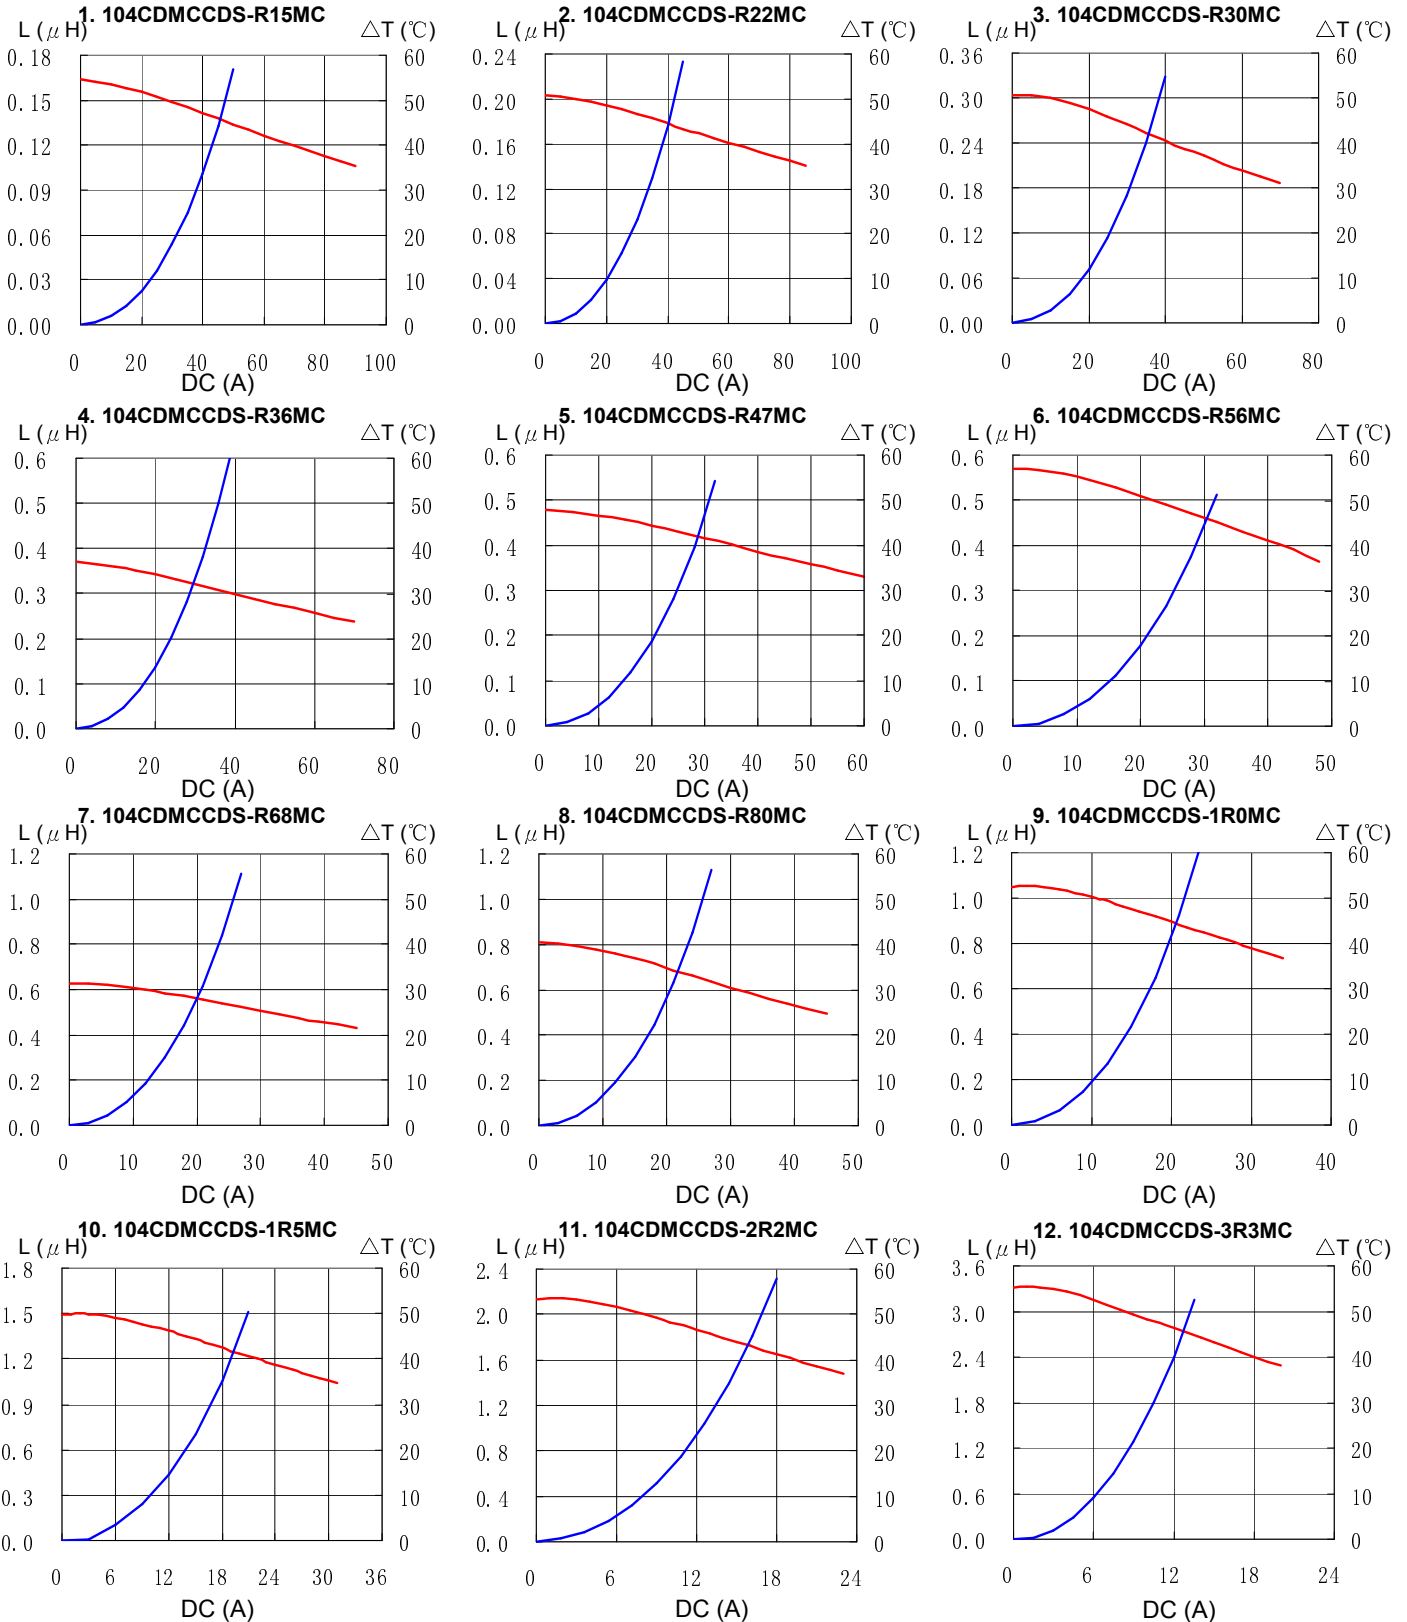 1. 104CDMCCDS-R15MC
L (μ H)
△T (℃)
0.18
0.15
0.12
0.09
0.06
0.03
0.00
60
50
40
30
20
10
0
0 20 40 60 80 100
DC (A)
2. 104CDMCCDS-R22MC
L (μ H)
△T (℃)
0.24
0.20
0.16
0.12
0.08
0.04
0.00
60
50
40
30
20
10
0
0 20 40 60 80 100
DC (A)
3. 104CDMCCDS-R30MC
L (μ H)
△T (℃)
0.36
0.30
0.24
0.18
0.12
0.06
0.00
60
50
40
30
20
10
0
0 20 40 60 80
DC (A)
4. 104CDMCCDS-R36MC
L (μ H)
△T (℃)
0.6
0.5
0.4
0.3
0.2
0.1
0.0
60
50
40
30
20
10
0
0 20 40 60 80
DC (A)
5. 104CDMCCDS-R47MC
L (μ H)
△T (℃)
0.6
0.5
0.4
0.3
0.2
0.1
0.0
60
50
40
30
20
10
0
0 10 20 30 40 50 60
DC (A)
6. 104CDMCCDS-R56MC
L (μ H)
△T (℃)
0.6
0.5
0.4
0.3
0.2
0.1
0.0
60
50
40
30
20
10
0
0 10 20 30 40 50
DC (A)
7. 104CDMCCDS-R68MC
L (μ H)
△T (℃)
1.2
1.0
0.8
0.6
0.4
0.2
0.0
60
50
40
30
20
10
0
0 10 20 30 40 50
DC (A)
8. 104CDMCCDS-R80MC
L (μ H)
△T (℃)
1.2
1.0
0.8
0.6
0.4
0.2
0.0
60
50
40
30
20
10
0
0 10 20 30 40 50
DC (A)
9. 104CDMCCDS-1R0MC
L (μ H)
△T (℃)
1.2
1.0
0.8
0.6
0.4
0.2
0.0
60
50
40
30
20
10
0
0 10 20 30 40
DC (A)
10. 104CDMCCDS-1R5MC
L (μ H)
△T (℃)
1.8
1.5
1.2
0.9
0.6
0.3
0.0
60
50
40
30
20
10
0
0 6 12 18 24 30 36
DC (A)
11. 104CDMCCDS-2R2MC
L (μ H)
△T (℃)
2.4
2.0
1.6
1.2
0.8
0.4
0.0
60
50
40
30
20
10
0
0 6 12 18 24
DC (A)
12. 104CDMCCDS-3R3MC
L (μ H)
△T (℃)
3.6
3.0
2.4
1.8
1.2
0.6
0.0
60
50
40
30
20
10
0
0 6 12 18 24
DC (A)